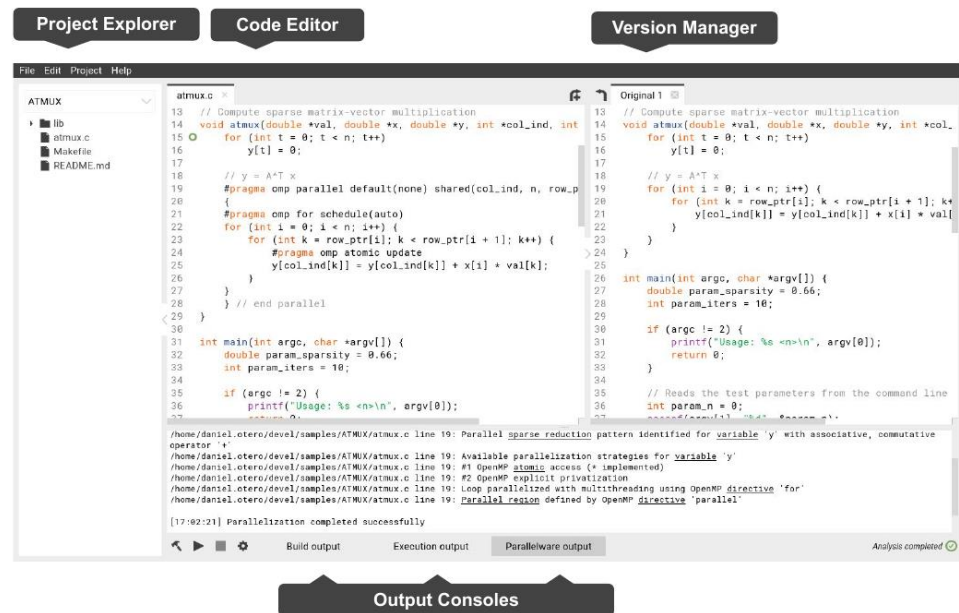 Project Explorer
Code Editor
Version Manager
File Edit Project Help
ATMUX
lib
atmux.c
Makefile
README.md
atmux.c ×
13 // Compute sparse matrix-vector multiplication
14 void atmux(double *val, double *x, double *y, int *col_ind, int
15 for (int t = 0; t < n; t++)
16 y[t] = 0;
17
18 // y = A^T x
19 #pragma omp parallel default(none) shared(col_ind, n, row_p
20 {
21 #pragma omp for schedule(auto)
22 for (int i = 0; i < n; i++) {
23 for (int k = row_ptr[i]; k < row_ptr[i + 1]; k++) {
24 #pragma omp atomic update
25 y[col_ind[k]] = y[col_ind[k]] + x[i] * val[k];
26 }
27 }
28 } // end parallel
29 }
30
31 int main(int argc, char *argv[]) {
32 double param_sparsity = 0.66;
33 int param_iters = 10;
34
35 if (argc != 2) {
36 printf("Usage: %s <n>\n", argv[0]);
37 return 0;
Original 1
13 // Compute sparse matrix-vector multiplication
14 void atmux(double *val, double *x, double *y, int *col_
15 for (int t = 0; t < n; t++)
16 y[t] = 0;
17
18 // y = A^T x
19 for (int i = 0; i < n; i++) {
20 for (int k = row_ptr[i]; k < row_ptr[i + 1]; k+
21 y[col_ind[k]] = y[col_ind[k]] + x[i] * val[
22 }
23 }
24 }
25
26 int main(int argc, char *argv[]) {
27 double param_sparsity = 0.66;
28 int param_iters = 10;
29
30 if (argc != 2) {
31 printf("Usage: %s <n>\n", argv[0]);
32 return 0;
33 }
34
35 // Reads the test parameters from the command line
36 int param_n = 0;
37 sscanf(argv[1], "%d", &param_n);
/home/daniel.otero/devel/samples/ATMUX/atmux.c line 19: Parallel sparse reduction pattern identified for variable 'y' with associative, commutative
operator '+'
/home/daniel.otero/devel/samples/ATMUX/atmux.c line 19: Available parallelization strategies for variable 'y'
/home/daniel.otero/devel/samples/ATMUX/atmux.c line 19: #1 OpenMP atomic access (* implemented)
/home/daniel.otero/devel/samples/ATMUX/atmux.c line 19: #2 OpenMP explicit privatization
/home/daniel.otero/devel/samples/ATMUX/atmux.c line 19: Loop parallelized with multithreading using OpenMP directive 'for'
/home/daniel.otero/devel/samples/ATMUX/atmux.c line 19: Parallel region defined by OpenMP directive 'parallel'
[17:02:21] Parallelization completed successfully
Build output
Execution output
Parallelware output
Analysis completed
Output Consoles